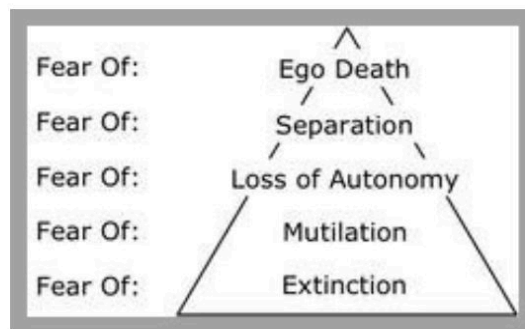 Fear Of: Ego Death
Fear Of: Separation
Fear Of: Loss of Autonomy
Fear Of: Mutilation
Fear Of: Extinction